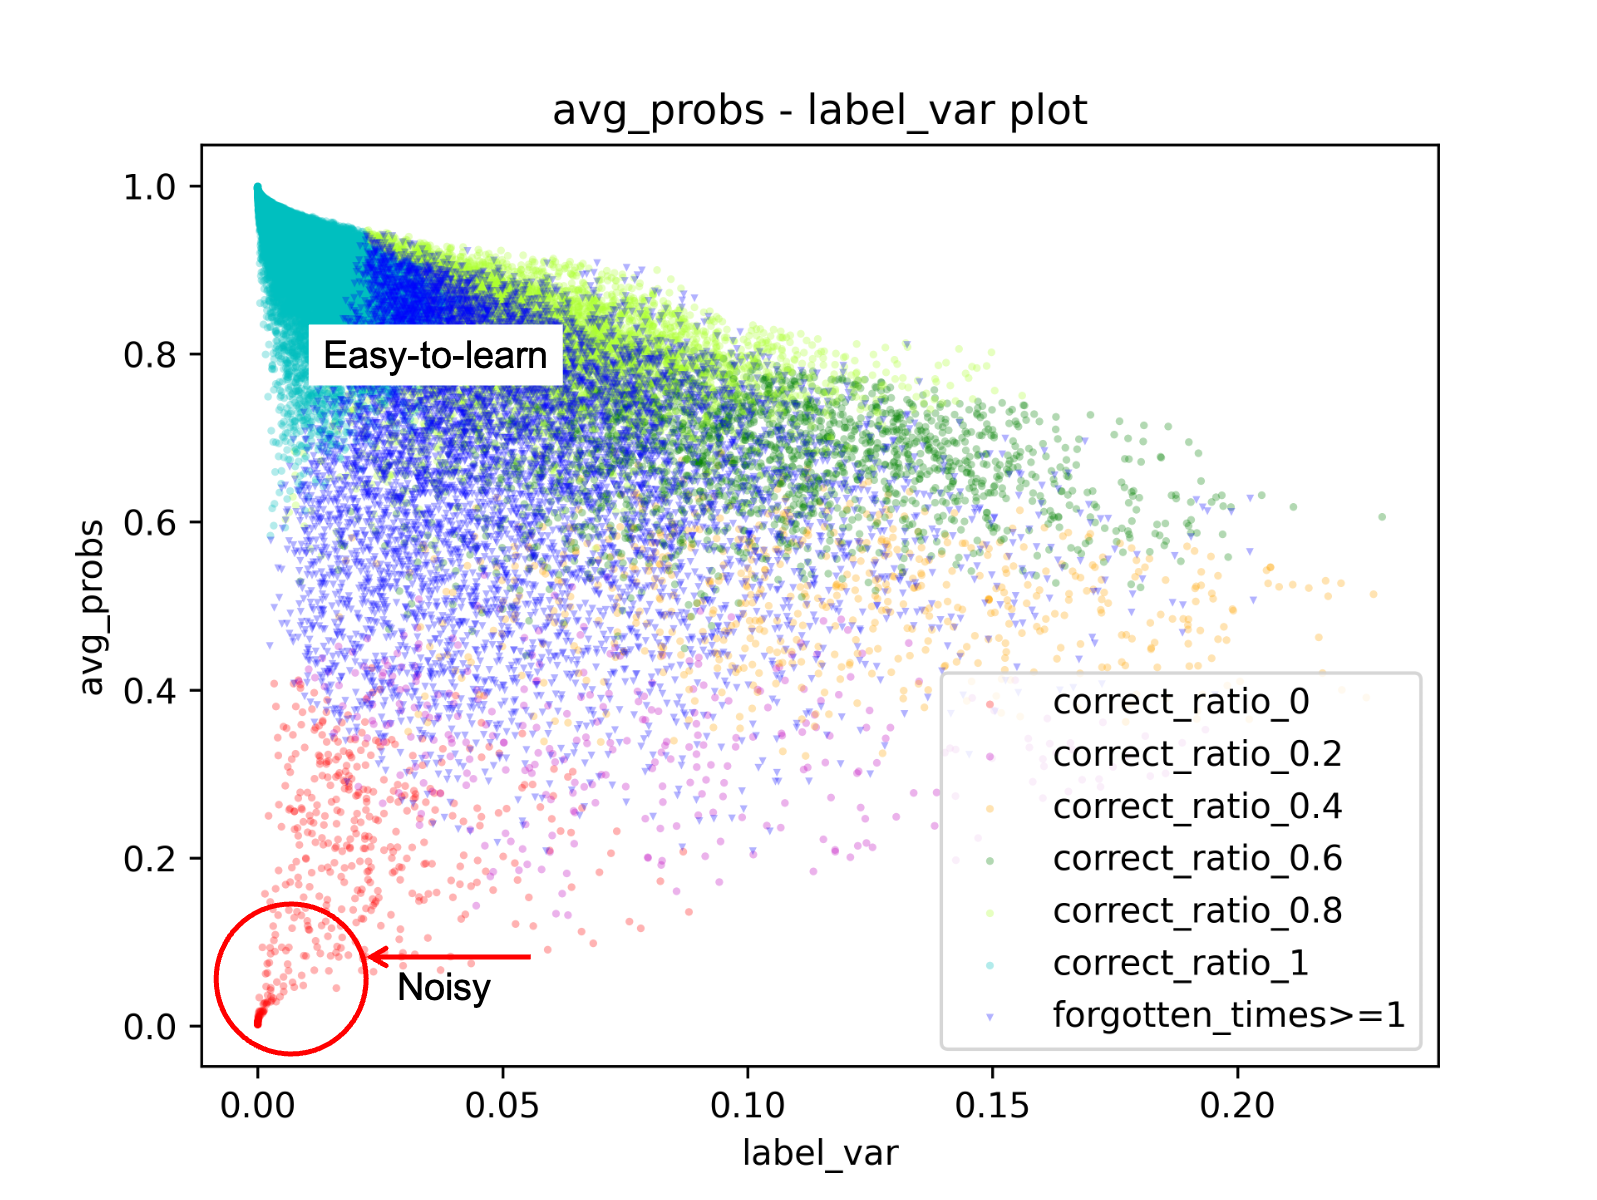 avg_probs - label_var plot
1.0
0.8
0.6
0.4
0.2
0.0
avg_probs
Easy-to-learn
Noisy
correct_ratio_0
correct_ratio_0.2
correct_ratio_0.4
correct_ratio_0.6
correct_ratio_0.8
correct_ratio_1
forgotten_times>=1
0.00 0.05 0.10 0.15 0.20
label_var